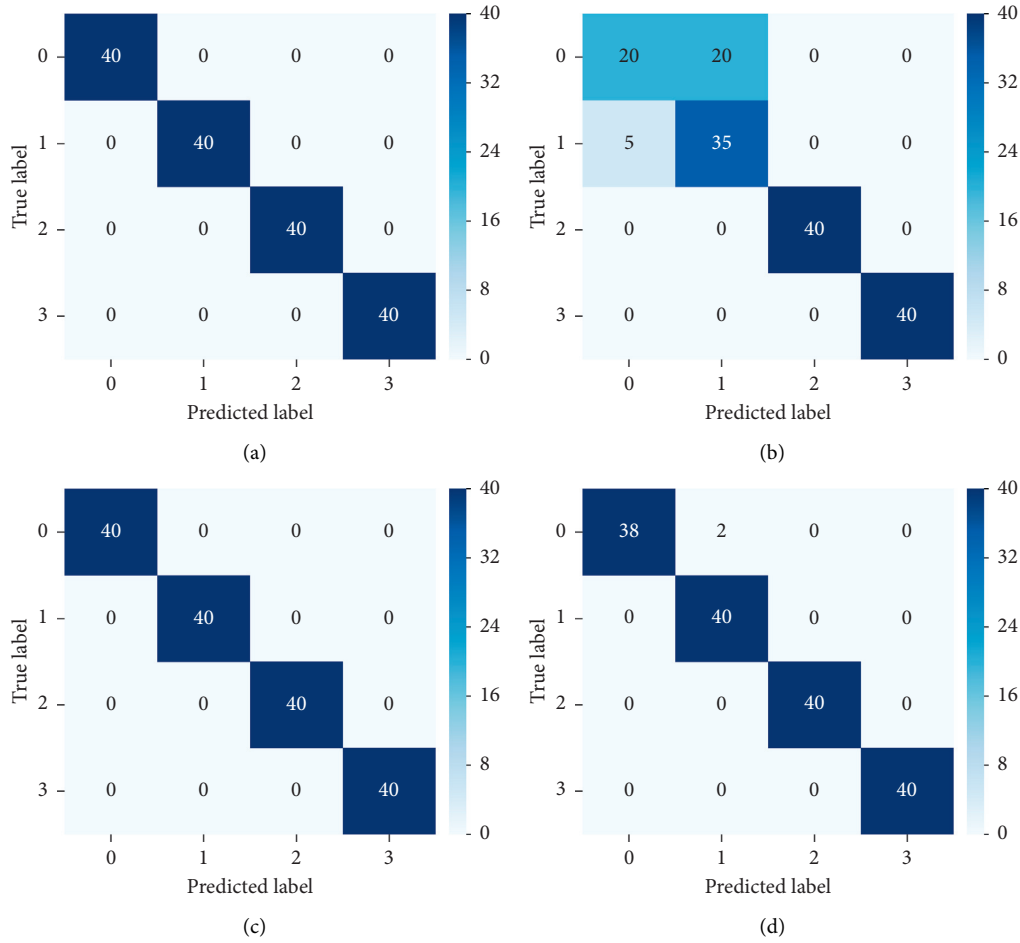 0 40 0 0 0
1 0 40 0 0
2 0 0 40 0
3 0 0 0 40
0 1 2 3
True label
Predicted label
40
32
24
16
8
0
(a)
0 20 20 0 0
1 5 35 0 0
2 0 0 40 0
3 0 0 0 40
0 1 2 3
True label
Predicted label
40
32
24
16
8
0
(b)
0 40 0 0 0
1 0 40 0 0
2 0 0 40 0
3 0 0 0 40
0 1 2 3
True label
Predicted label
40
32
24
16
8
0
(c)
0 38 2 0 0
1 0 40 0 0
2 0 0 40 0
3 0 0 0 40
0 1 2 3
True label
Predicted label
40
32
24
16
8
0
(d)